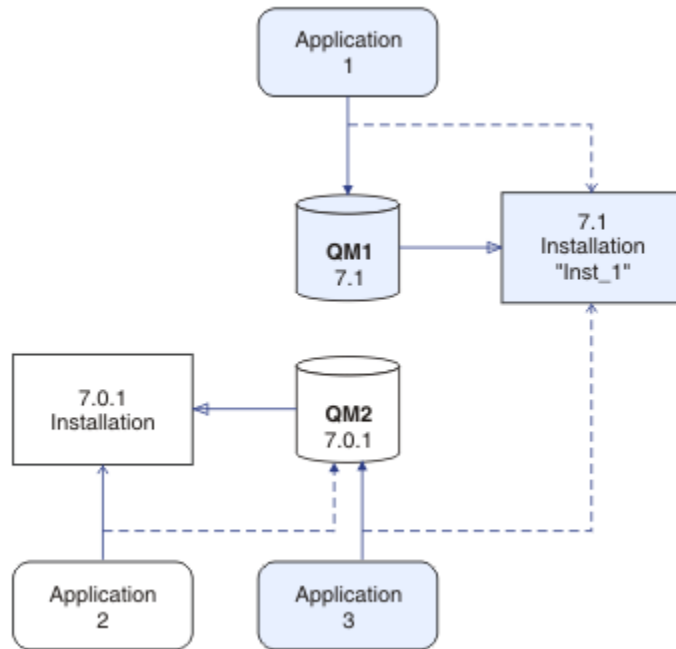 Application
1
QM1
7.1
7.1
Installation
"Inst_1"
7.0.1
Installation
QM2
7.0.1
Application
2
Application
3